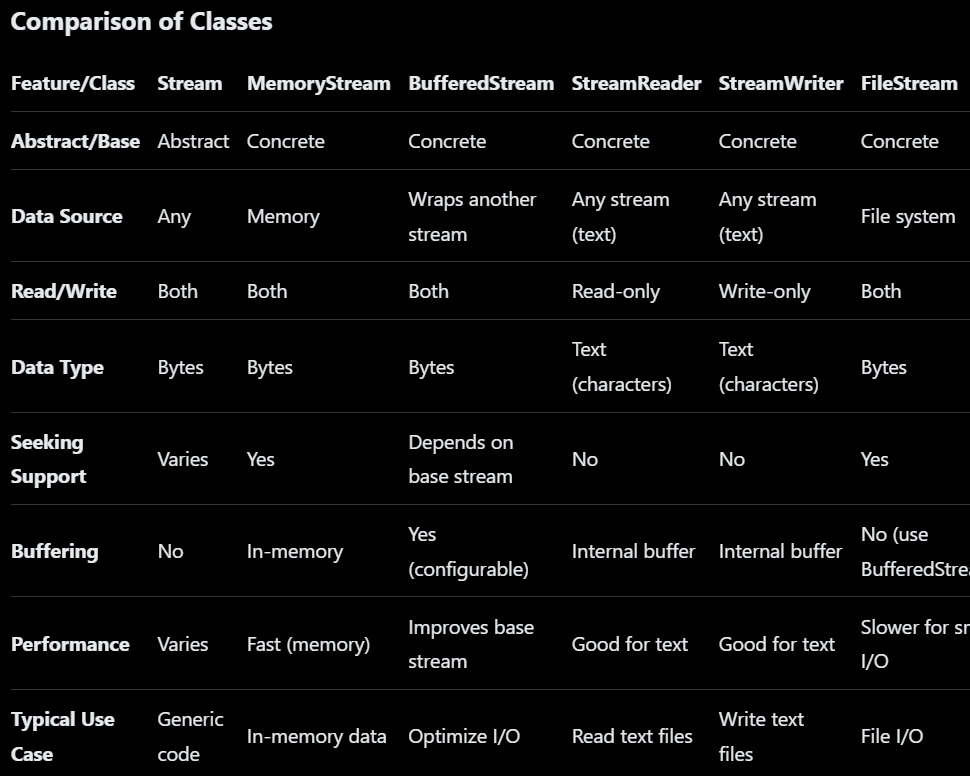 Comparison of Classes
Feature/Class Stream MemoryStream BufferedStream StreamReader StreamWriter FileStream
Abstract/Base Abstract Concrete Concrete Concrete Concrete Concrete
Data Source Any Memory Wraps another stream Any stream (text) Any stream (text) File system
Read/Write Both Both Both Read-only Write-only Both
Data Type Bytes Bytes Bytes Text (characters) Text (characters) Bytes
Seeking Support Varies Yes Depends on base stream No No Yes
Buffering No In-memory Yes (configurable) Internal buffer Internal buffer No (use
Performance Varies Fast (memory) Improves base stream Good for text Good for text Slower for I/O
Typical Use Case Generic code In-memory data Optimize I/O Read text files Write text files File I/O